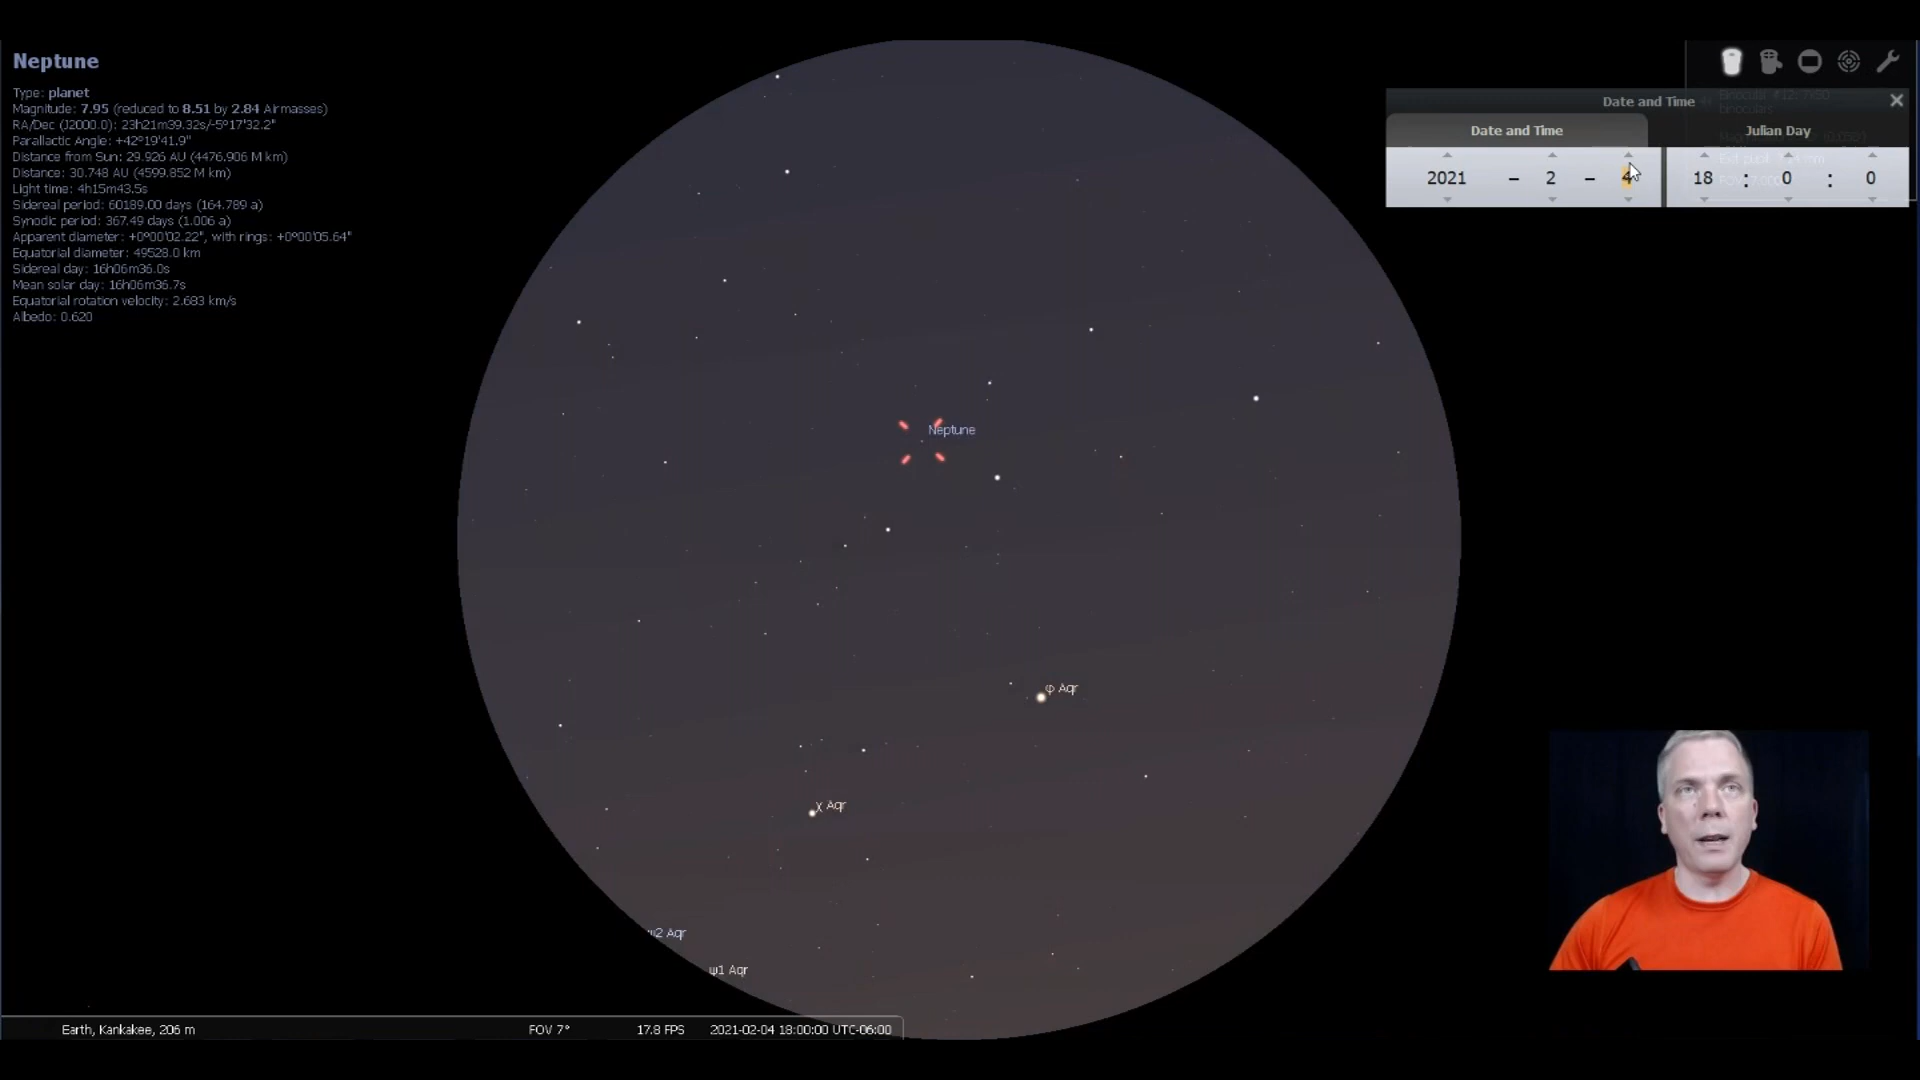 Neptune
Type: planet
Magnitude: 7.95 (reduced to 8.51 by 2.84 Airmasses)
RA/Dec (J2000.0): 23h21m39.32s/-5°17'32.2"
Parallactic Angle: +42°19'41.9"
Distance from Sun: 29.926 AU (4476.906 M km)
Distance: 30.748 AU (4599.852 M km)
Light time: 4h15m43.5s
Sidereal period: 60189.00 days (164.789 a)
Synodic period: 367.49 days (1.006 a)
Apparent diameter: +0°00'02.22", with rings: +0°00'05.64"
Equatorial diameter: 49528.0 km
Sidereal day: 16h06m36.0s
Mean solar day: 16h06m36.7s
Equatorial rotation velocity: 2.683 km/s
Albedo: 0.620
Date and Time
Date and Time
Julian Day
2021 - 2 - 4 18 : 0 : 0
Neptune
φ Aqr
χ Aqr
ψ2 Aqr
ψ1 Aqr
Earth, Kankakee, 206 m
FOV 7°
17.8 FPS
2021-02-04 18:00:00 UTC-06:00